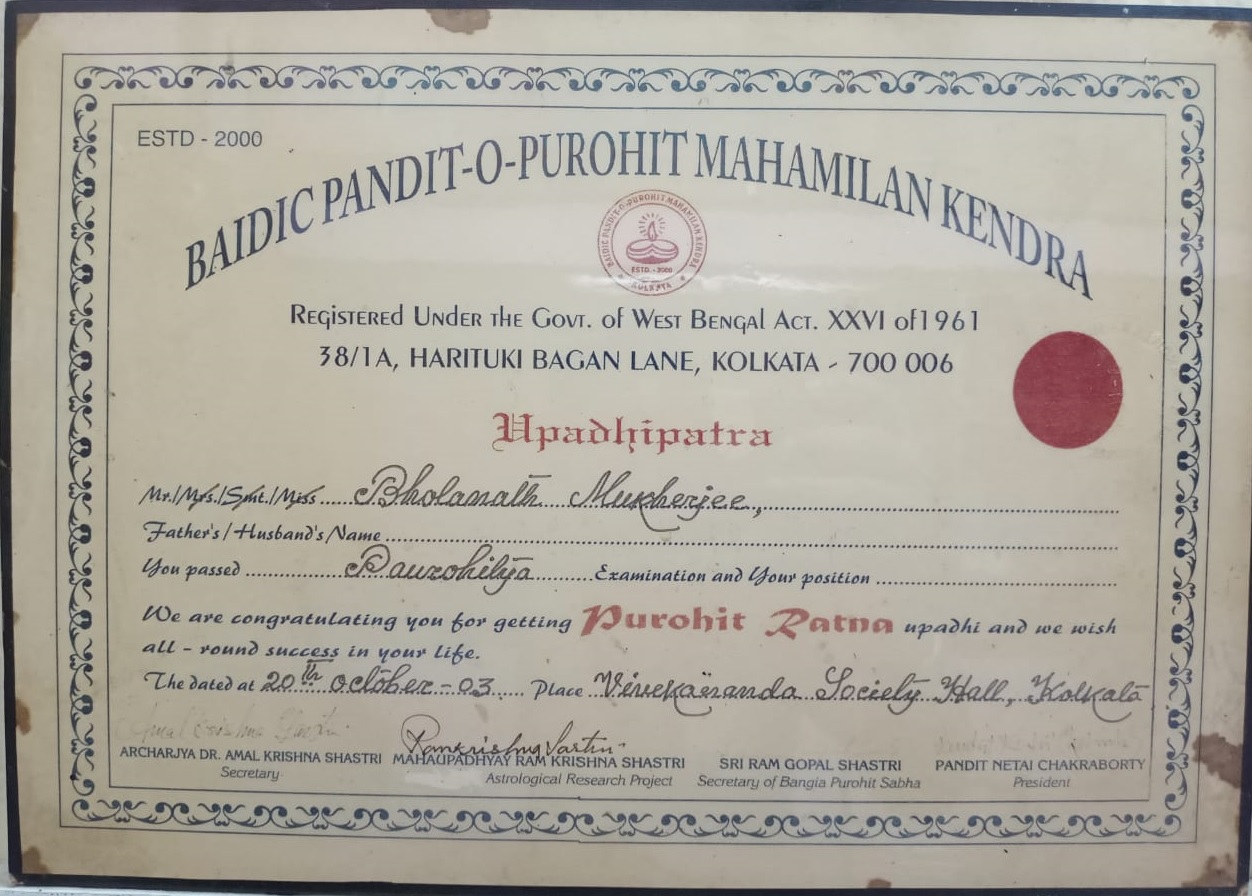 ESTD - 2000
BAIDIC PANDIT-O-PUROHIT MAHAMILAN KENDRA
BAIDIC PANDIT-O-PUROHIT MAHAMILAN KENDRA
ESTD. - 2000
KOLKATA
Registered Under the Govt. of West Bengal Act. XXVI of 1961
38/1A, HARITUKI BAGAN LANE, KOLKATA - 700 006
Upadhipatra
Mr./Mrs./Smt./Miss Bholanath Mukherjee,
Father's/Husband's Name
You passed Paurohitya Examination and Your position
We are congratulating you for getting Purohit Ratna upadhi and we wish
all - round success in your life.
The dated at 20th October - 03 Place Vivekananda Society Hall, Kolkata
Ramkrishna Sastri
ARCHARJYA DR. AMAL KRISHNA SHASTRI MAHAUPADHYAY RAM KRISHNA SHASTRI SRI RAM GOPAL SHASTRI PANDIT NETAI CHAKRABORTY
Secretary Astrological Research Project Secretary of Bangia Purohit Sabha President